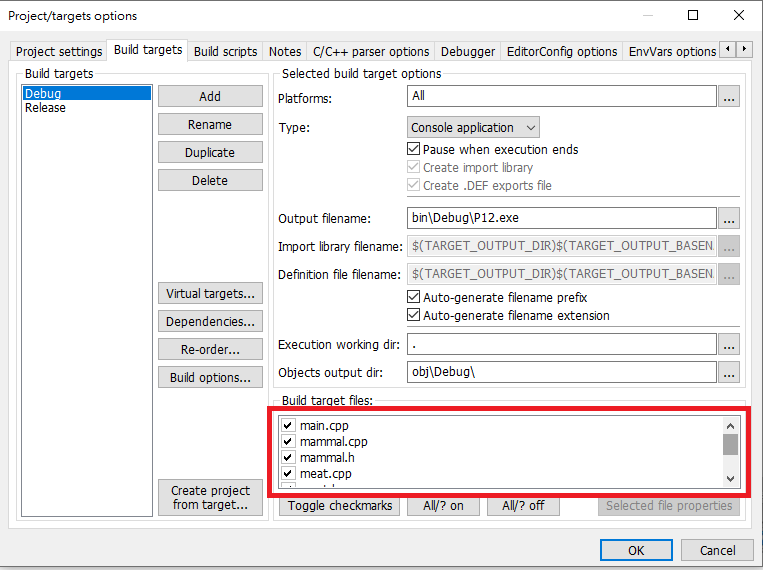 Project/targets options
Project settings Build targets Build scripts Notes C/C++ parser options Debugger EditorConfig options EnvVars options
Build targets
Debug
Release
Add
Rename
Duplicate
Delete
Virtual targets...
Dependencies...
Re-order...
Build options...
Create project
from target...
Selected build target options
Platforms: All ...
Type: Console application
Pause when execution ends
Create import library
Create .DEF exports file
Output filename: bin\Debug\P12.exe ...
Import library filename: $(TARGET_OUTPUT_DIR)$(TARGET_OUTPUT_BASEN ...
Definition file filename: $(TARGET_OUTPUT_DIR)$(TARGET_OUTPUT_BASEN ...
Auto-generate filename prefix
Auto-generate filename extension
Execution working dir: . ...
Objects output dir: obj\Debug\ ...
Build target files:
main.cpp
mammal.cpp
mammal.h
meat.cpp
Toggle checkmarks All/? on All/? off Selected file properties
OK Cancel